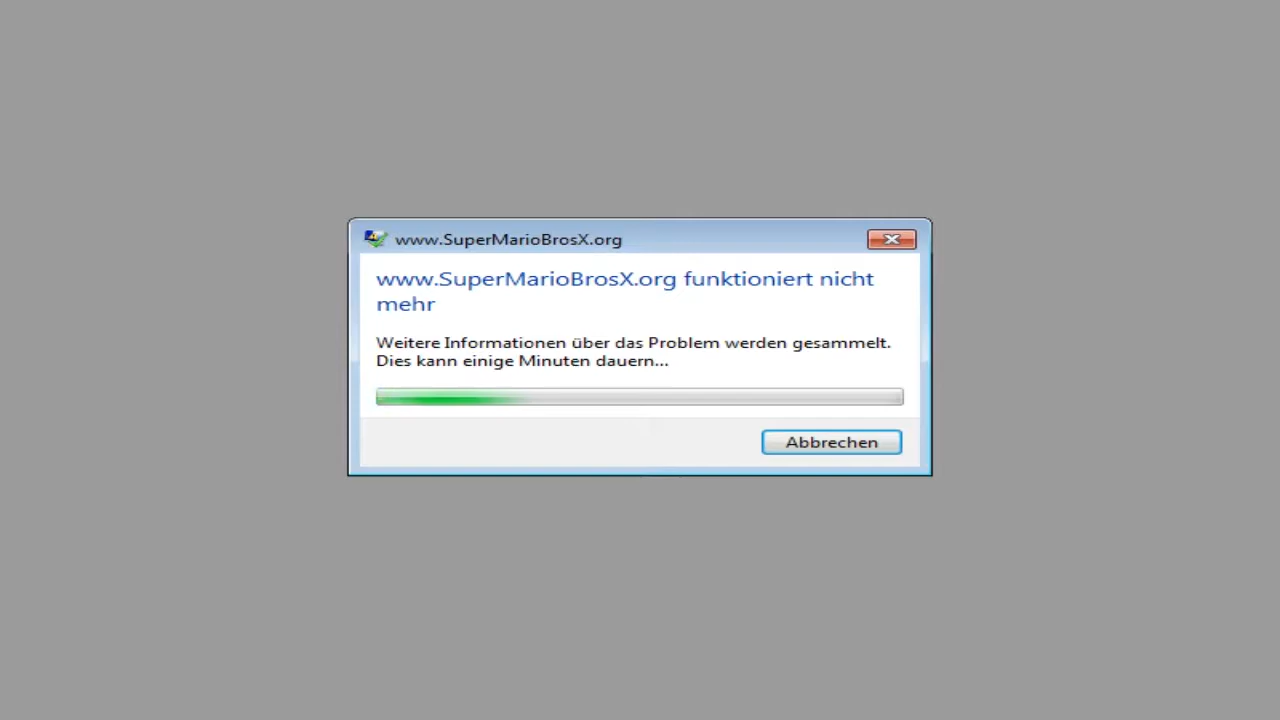 www.SuperMarioBrosX.org
www.SuperMarioBrosX.org funktioniert nicht
mehr
Weitere Informationen über das Problem werden gesammelt.
Dies kann einige Minuten dauern...
Abbrechen